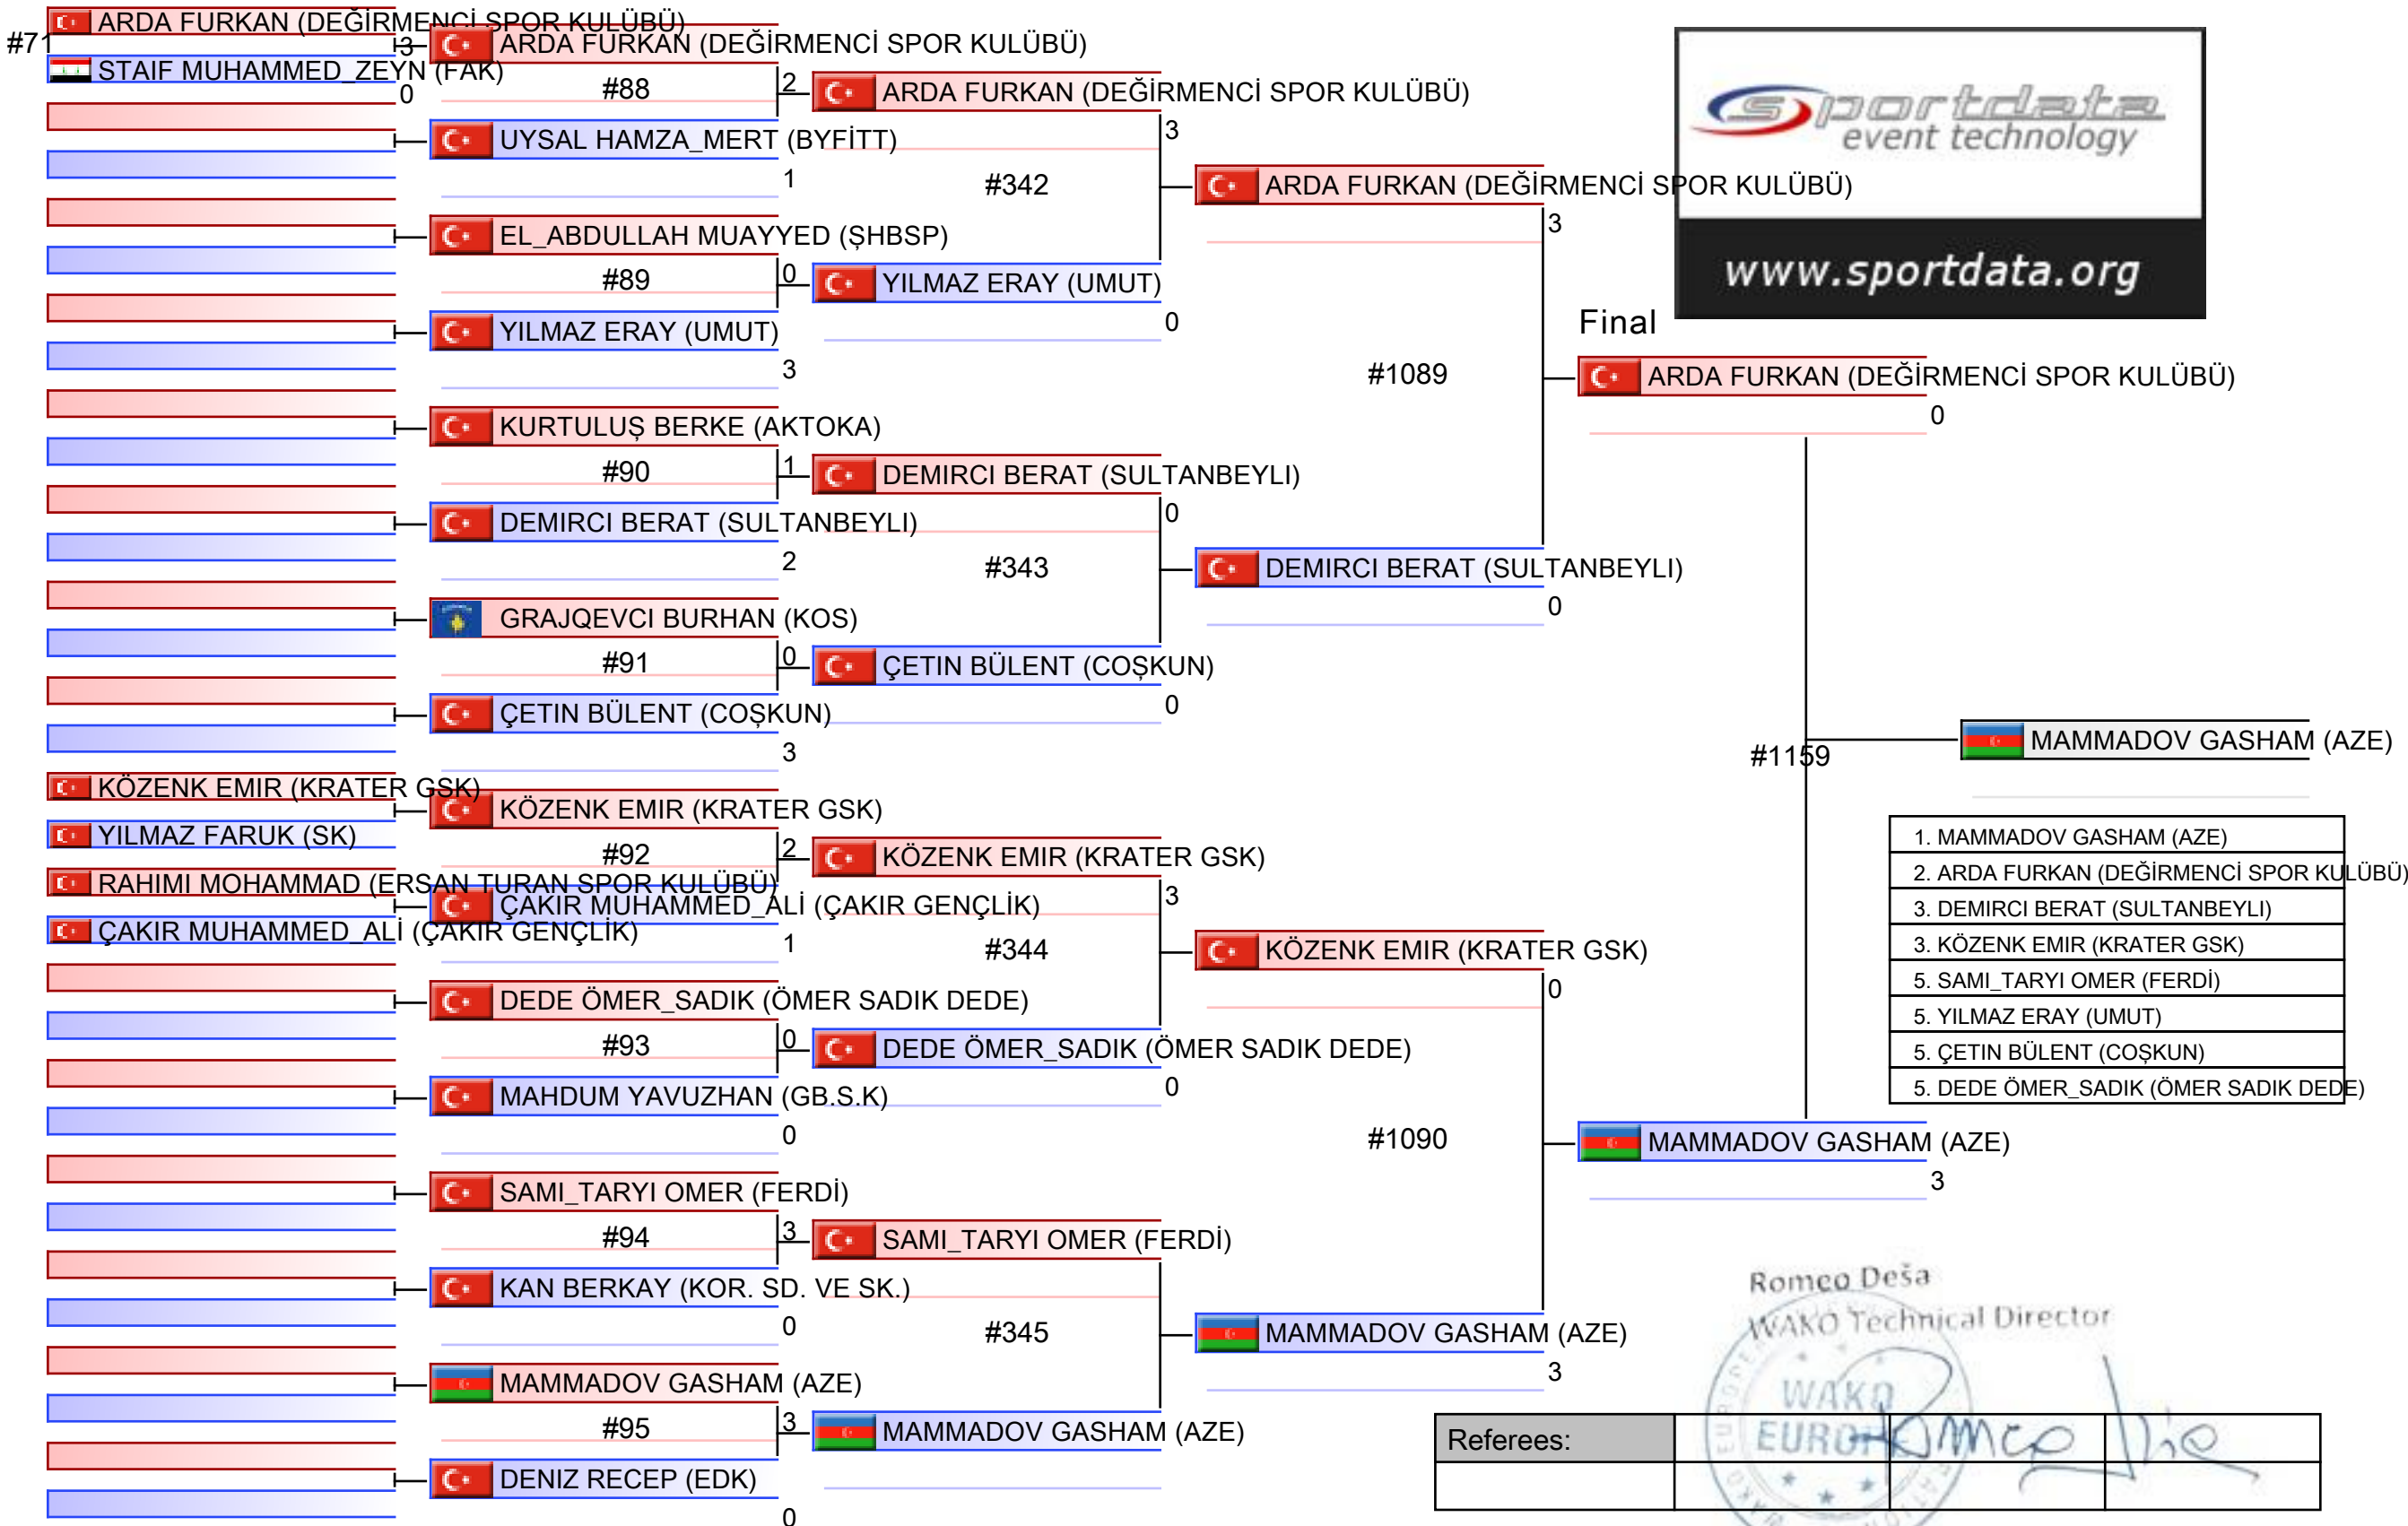 ARDA FURKAN (DEĞİRMENCİ SPOR KULÜBÜ)
#71
3
STAIF MUHAMMED_ZEYN (FAK)
0
KÖZENK EMIR (KRATER GSK)
YILMAZ FARUK (SK)
RAHIMI MOHAMMAD (ERSAN TURAN SPOR KULÜBÜ)
ÇAKIR MUHAMMED_ALİ (ÇAKIR GENÇLİK)
ARDA FURKAN (DEĞİRMENCİ SPOR KULÜBÜ)
#88
2
UYSAL HAMZA_MERT (BYFİTT)
1
EL_ABDULLAH MUAYYED (ŞHBSP)
#89
0
YILMAZ ERAY (UMUT)
3
KURTULUŞ BERKE (AKTOKA)
#90
1
DEMIRCI BERAT (SULTANBEYLI)
2
GRAJQEVCI BURHAN (KOS)
#91
0
ÇETIN BÜLENT (COŞKUN)
3
KÖZENK EMIR (KRATER GSK)
#92
2
ÇAKIR MUHAMMED_ALİ (ÇAKIR GENÇLİK)
1
DEDE ÖMER_SADIK (ÖMER SADIK DEDE)
#93
0
MAHDUM YAVUZHAN (GB.S.K)
0
SAMI_TARYI OMER (FERDİ)
#94
3
KAN BERKAY (KOR. SD. VE SK.)
0
MAMMADOV GASHAM (AZE)
#95
3
DENIZ RECEP (EDK)
0
ARDA FURKAN (DEĞİRMENCİ SPOR KULÜBÜ)
3
#342
YILMAZ ERAY (UMUT)
0
DEMIRCI BERAT (SULTANBEYLI)
0
#343
ÇETIN BÜLENT (COŞKUN)
0
KÖZENK EMIR (KRATER GSK)
3
#344
DEDE ÖMER_SADIK (ÖMER SADIK DEDE)
0
SAMI_TARYI OMER (FERDİ)
#345
MAMMADOV GASHAM (AZE)
ARDA FURKAN (DEĞİRMENCİ SPOR KULÜBÜ)
3
#1089
DEMIRCI BERAT (SULTANBEYLI)
0
KÖZENK EMIR (KRATER GSK)
0
#1090
MAMMADOV GASHAM (AZE)
3
sportdata
event technology
www.sportdata.org
Final
ARDA FURKAN (DEĞİRMENCİ SPOR KULÜBÜ)
0
#1159
MAMMADOV GASHAM (AZE)
3
MAMMADOV GASHAM (AZE)
1. MAMMADOV GASHAM (AZE)
2. ARDA FURKAN (DEĞİRMENCİ SPOR KULÜBÜ)
3. DEMIRCI BERAT (SULTANBEYLI)
3. KÖZENK EMIR (KRATER GSK)
5. SAMI_TARYI OMER (FERDİ)
5. YILMAZ ERAY (UMUT)
5. ÇETIN BÜLENT (COŞKUN)
5. DEDE ÖMER_SADIK (ÖMER SADIK DEDE)
Romeo Deša
WAKO Technical Director
WAKO
EUROPE
Referees: